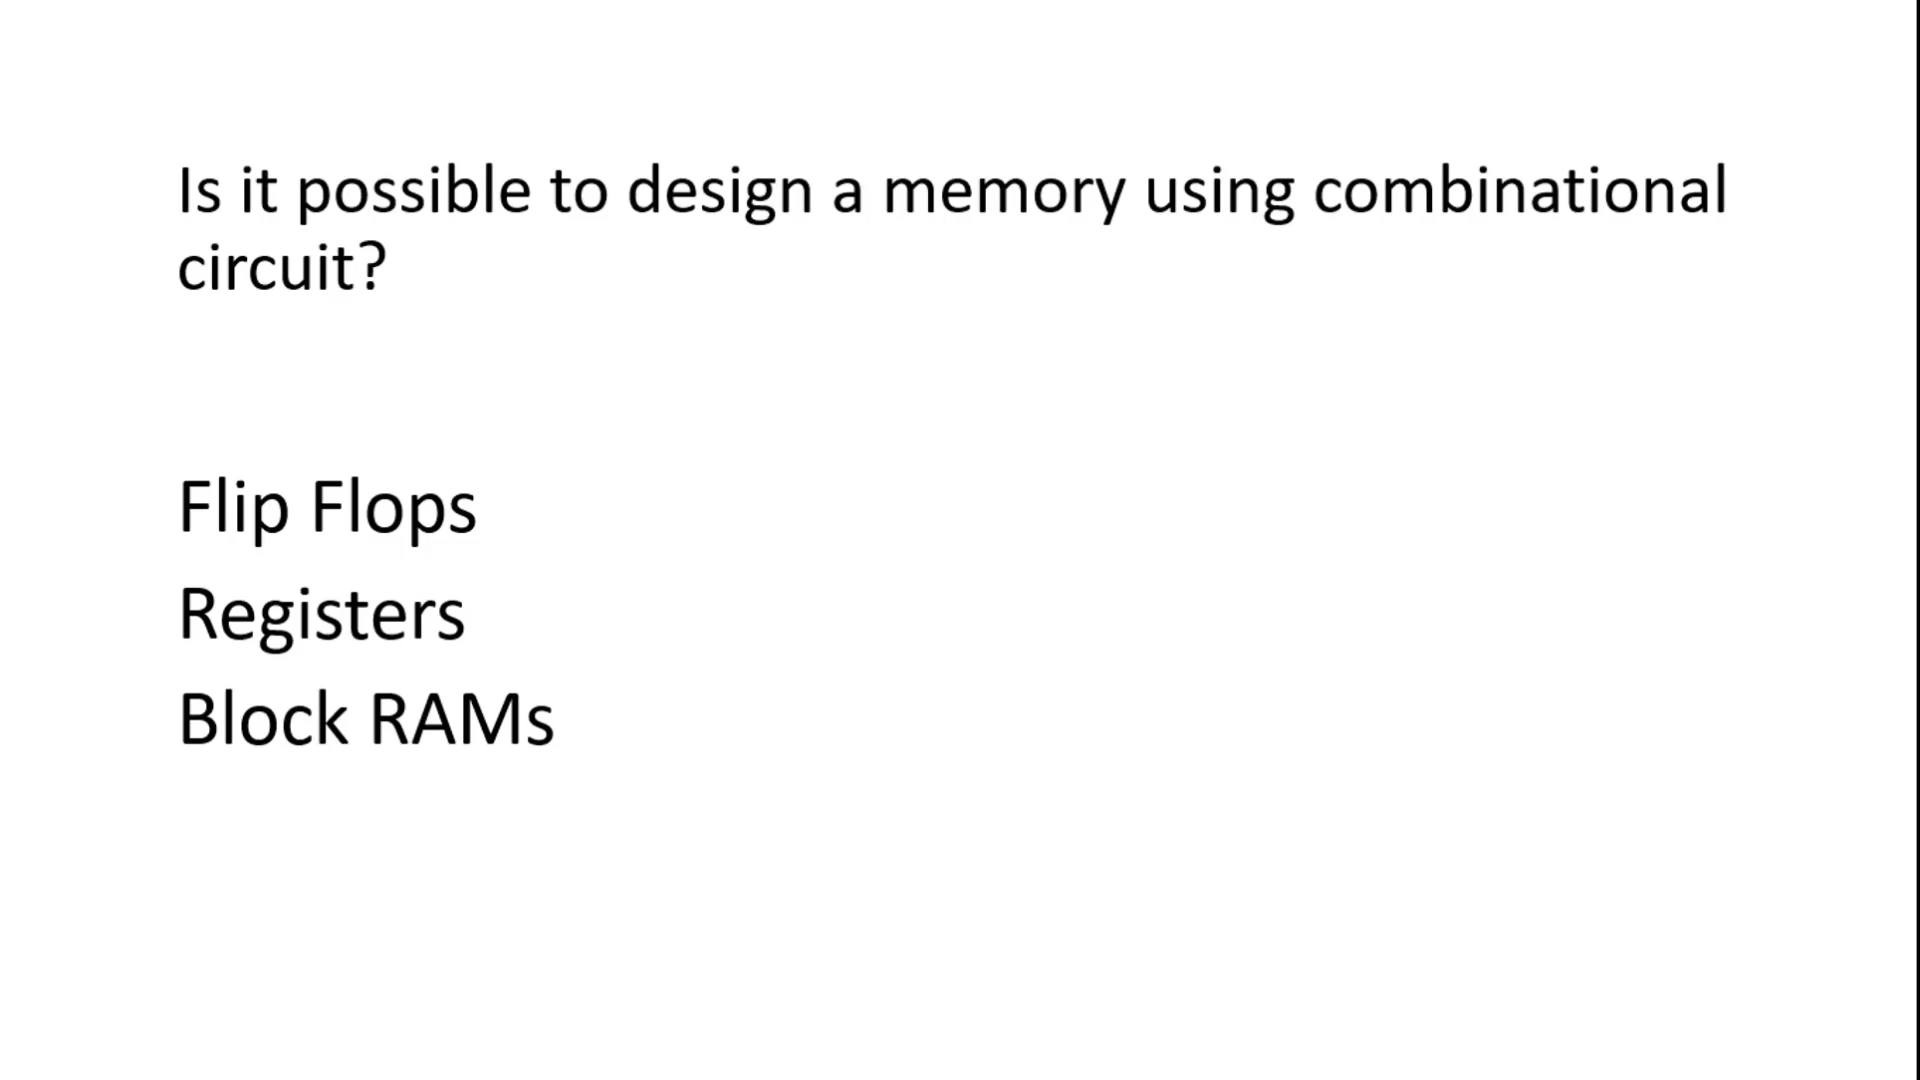 Is it possible to design a memory using combinational
circuit?
Flip Flops
Registers
Block RAMs